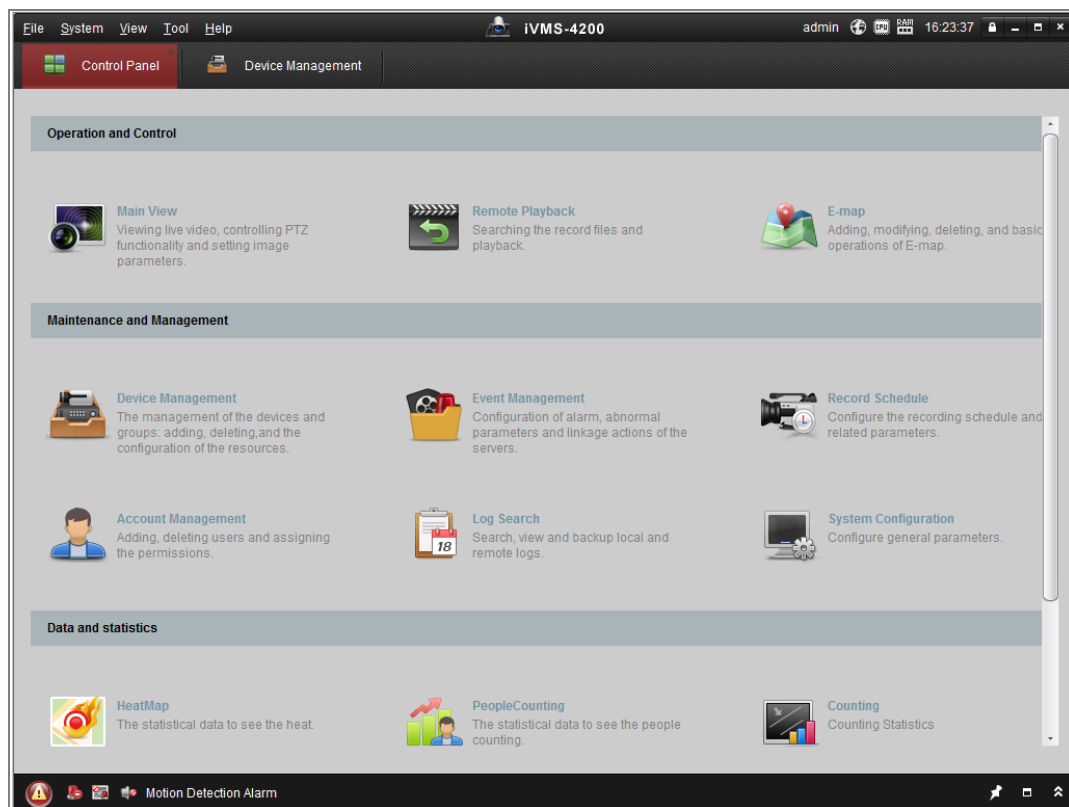 File System View Tool Help iVMS-4200 admin CPU RAM 16:23:37
Control Panel Device Management
Operation and Control
Main View
Viewing live video, controlling PTZ
functionality and setting image
parameters.
Remote Playback
Searching the record files and
playback.
E-map
Adding, modifying, deleting, and basic
operations of E-map.
Maintenance and Management
Device Management
The management of the devices and
groups: adding, deleting,and the
configuration of the resources.
Event Management
Configuration of alarm, abnormal
parameters and linkage actions of the
servers.
Record Schedule
Configure the recording schedule and
related parameters.
Account Management
Adding, deleting users and assigning
the permissions.
18
Log Search
Search, view and backup local and
remote logs.
System Configuration
Configure general parameters.
Data and statistics
HeatMap
The statistical data to see the heat.
PeopleCounting
The statistical data to see the people
counting.
Counting
Counting Statistics
Motion Detection Alarm